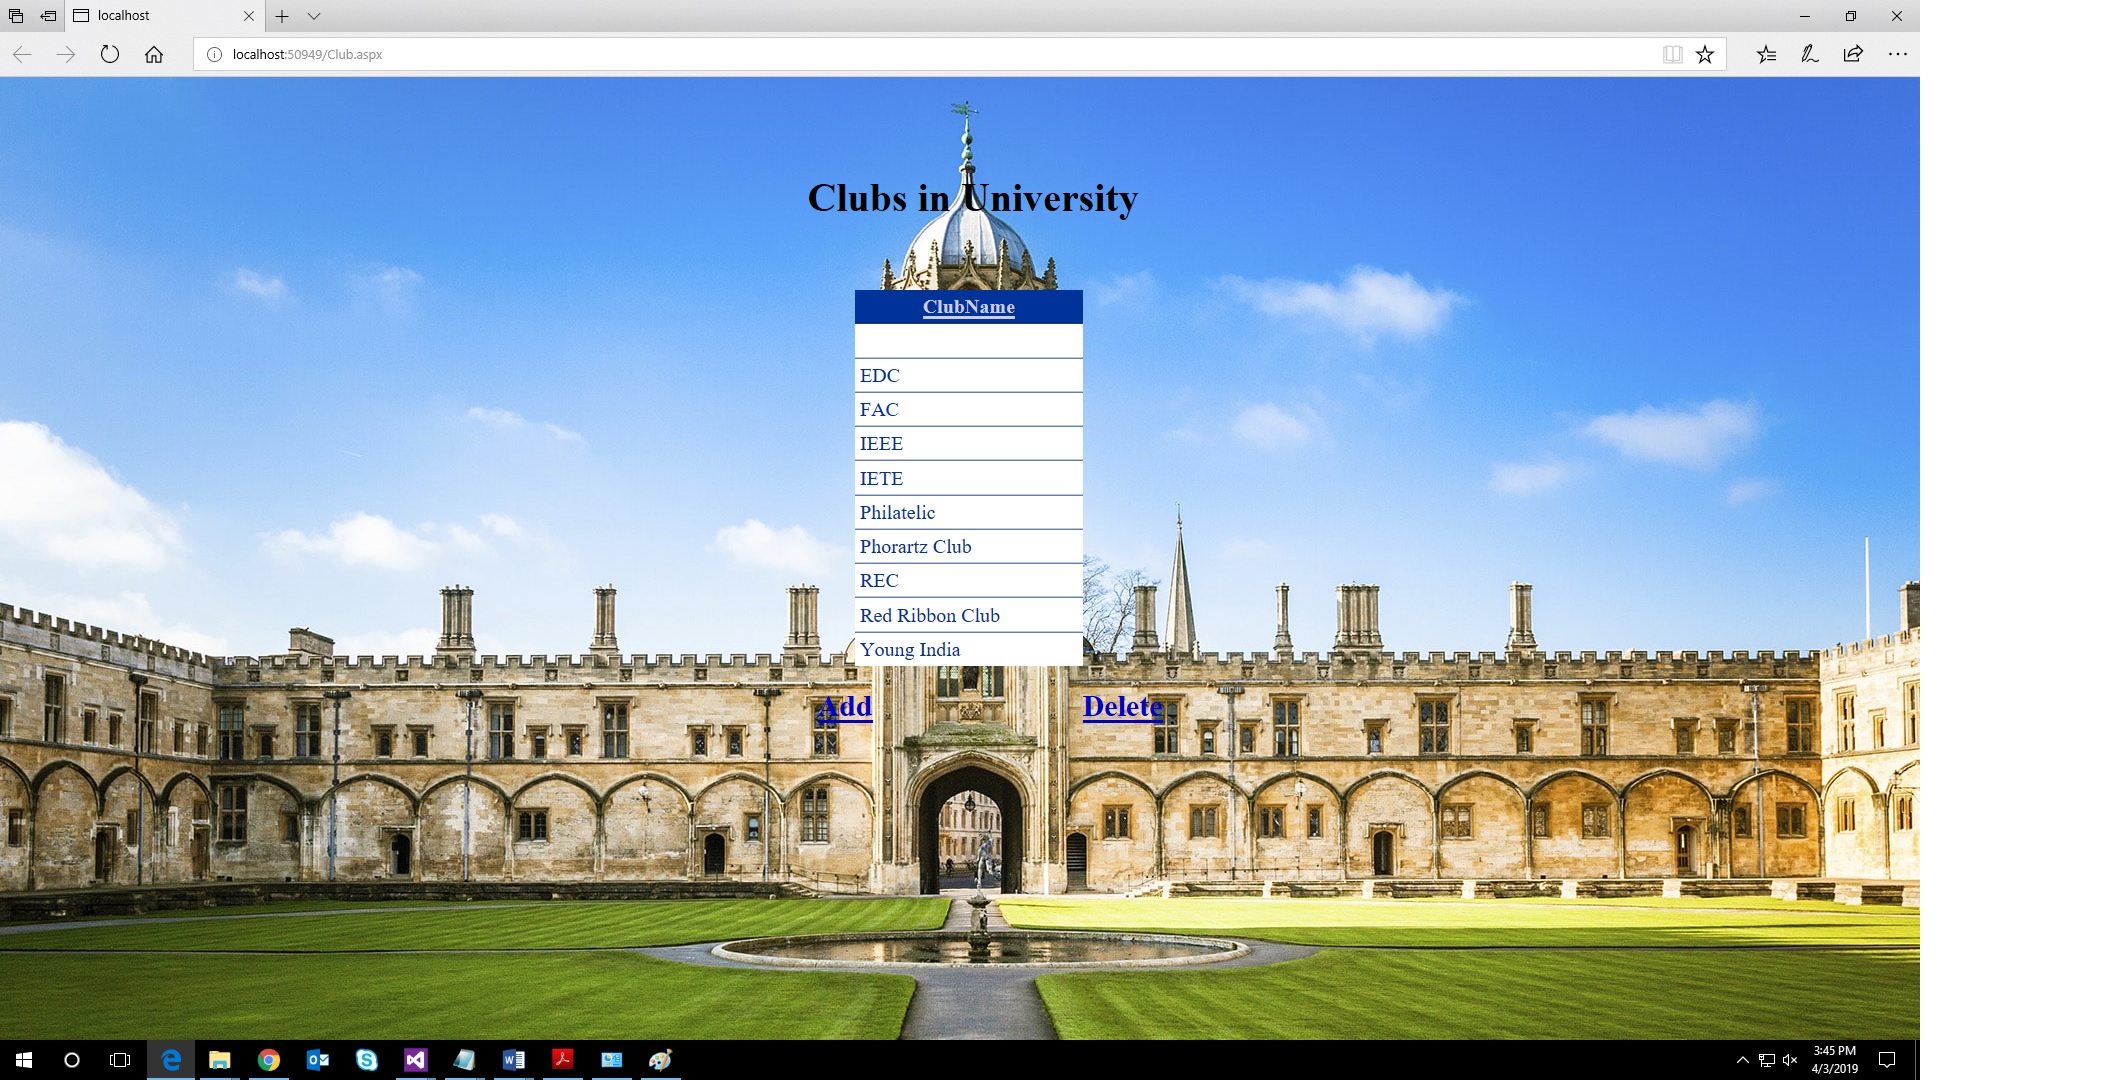 localhost
localhost:50949/Club.aspx
Clubs in University
ClubName
EDC
FAC
IEEE
IETE
Philatelic
Phorartz Club
REC
Red Ribbon Club
Young India
Add Delete
3:45 PM
4/3/2019